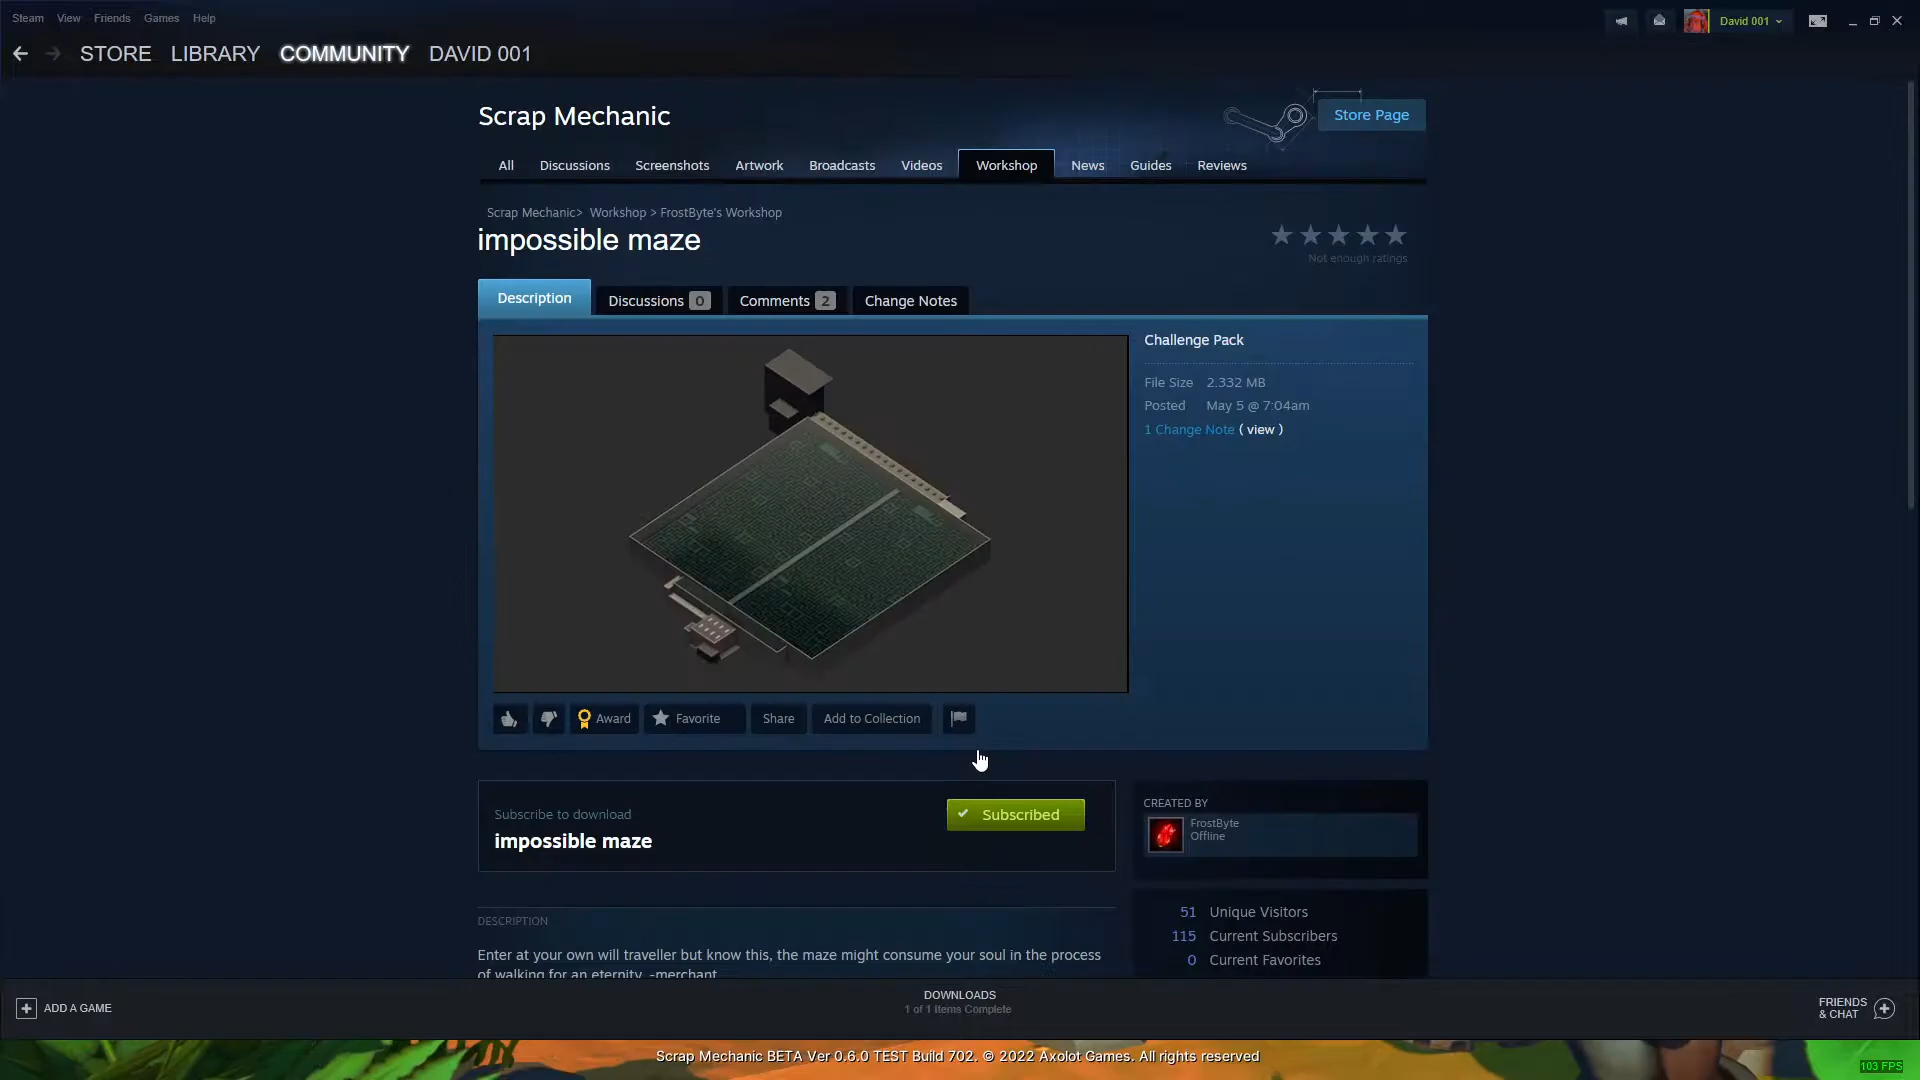 Steam View Friends Games Help
David 001
STORE LIBRARY COMMUNITY DAVID 001
Scrap Mechanic
Store Page
All Discussions Screenshots Artwork Broadcasts Videos Workshop News Guides Reviews
Scrap Mechanic> Workshop > FrostByte's Workshop
impossible maze
Not enough ratings
Description Discussions 0 Comments 2 Change Notes
Challenge Pack
File Size 2.332 MB
Posted May 5 @ 7:04am
1 Change Note ( view )
Award Favorite Share Add to Collection
Subscribe to download
impossible maze
Subscribed
CREATED BY
FrostByte
Offline
51 Unique Visitors
115 Current Subscribers
0 Current Favorites
DESCRIPTION
Enter at your own will traveller but know this, the maze might consume your soul in the process
of walking for an eternity. -merchant
ADD A GAME
DOWNLOADS
1 of 1 Items Complete
FRIENDS
& CHAT
Scrap Mechanic BETA Ver 0.6.0 TEST Build 702. © 2022 Axolot Games. All rights reserved
103 FPS